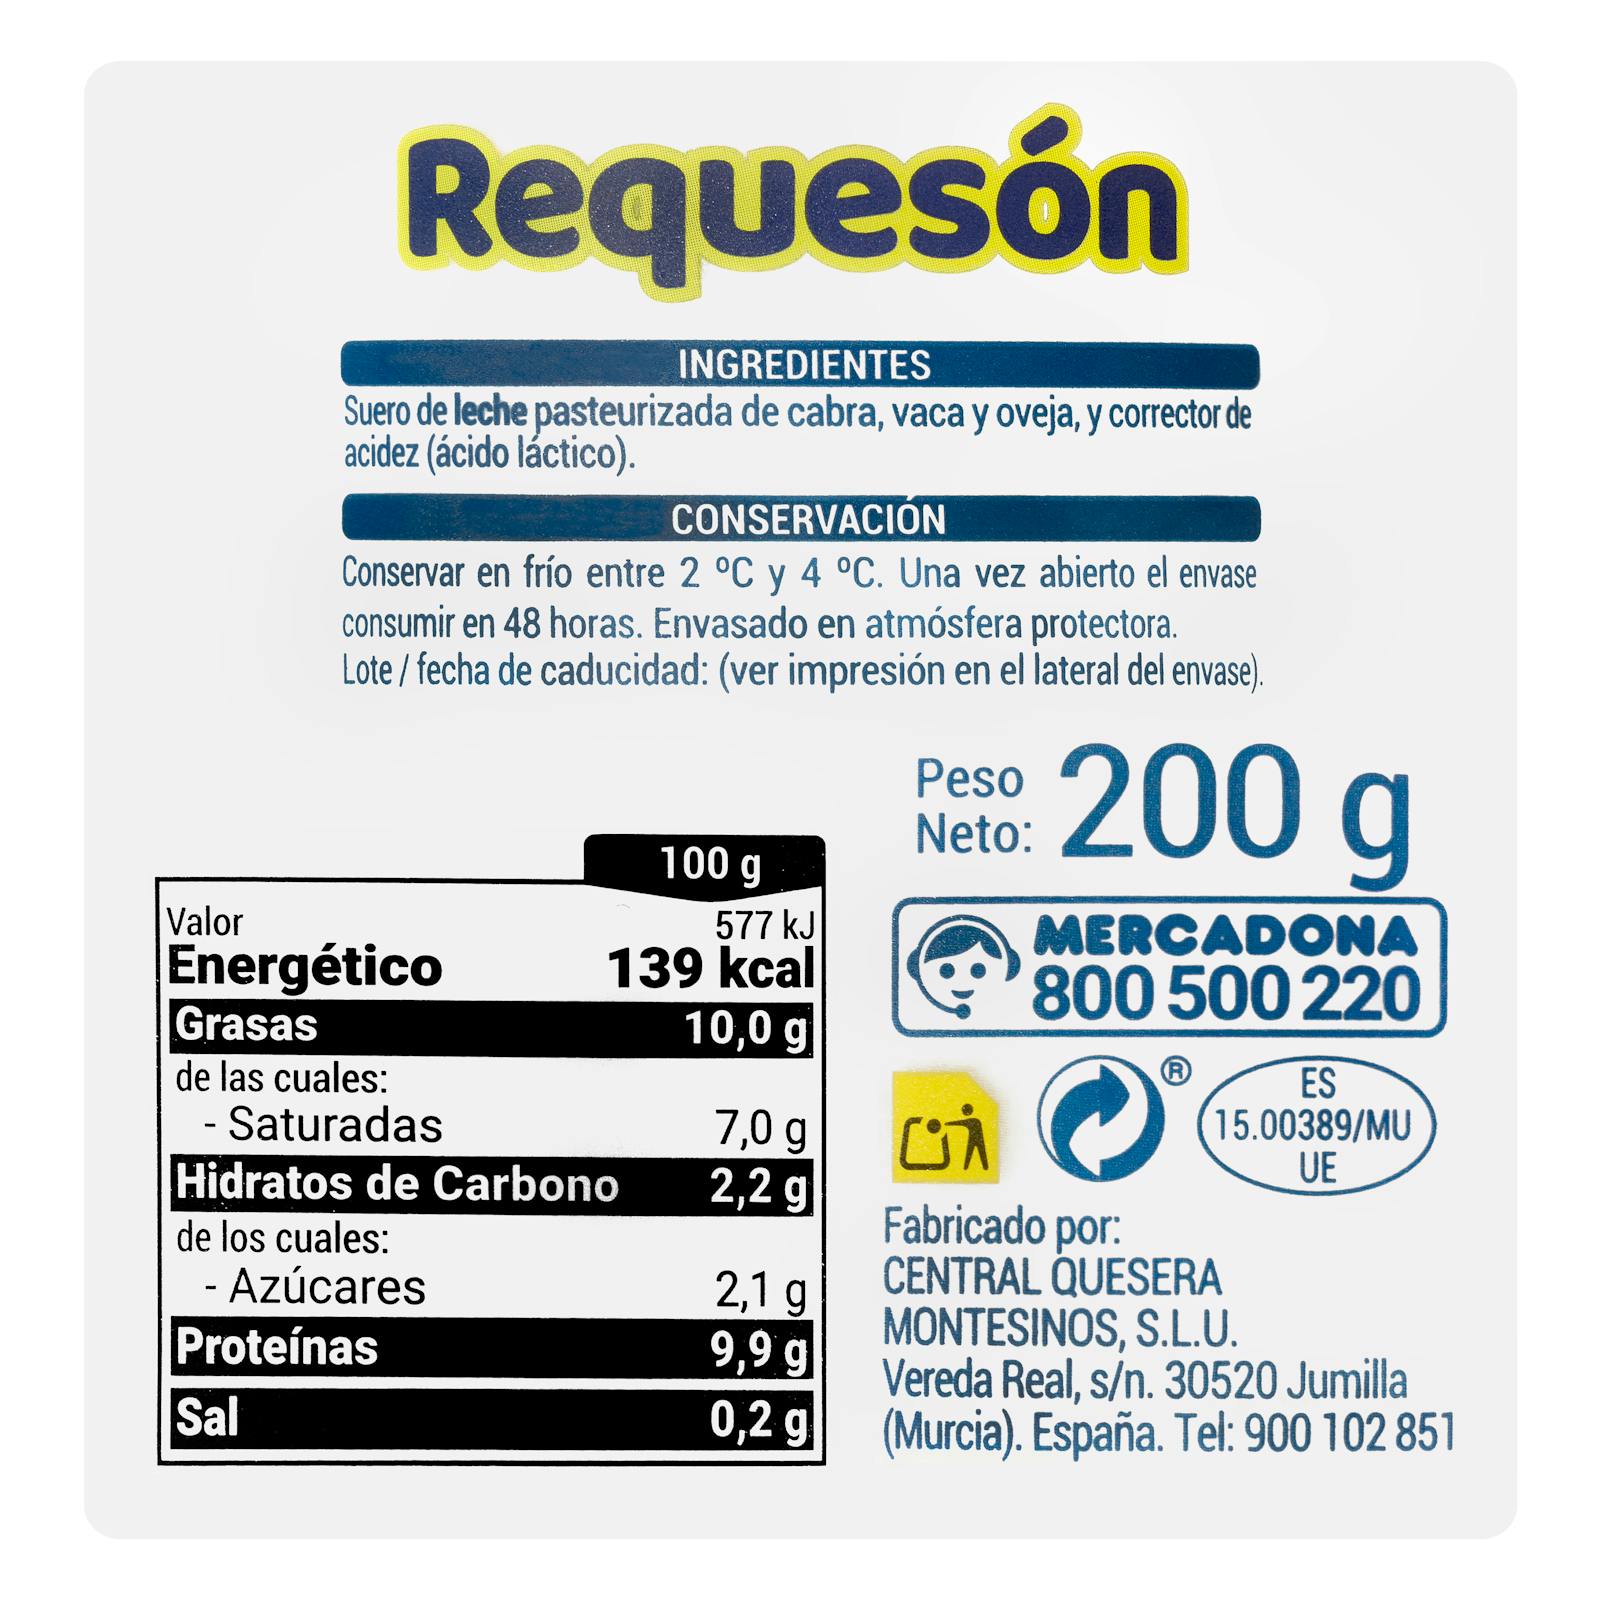 Requesón
INGREDIENTES
Suero de leche pasteurizada de cabra, vaca y oveja, y corrector de
acidez (ácido láctico).
CONSERVACIÓN
Conservar en frío entre 2 ºC y 4 ºC. Una vez abierto el envase
consumir en 48 horas. Envasado en atmósfera protectora.
Lote / fecha de caducidad: (ver impresión en el lateral del envase).
Peso
Neto: 200 g
100 g
Valor 577 kJ
Energético 139 kcal
Grasas 10,0 g
de las cuales:
- Saturadas 7,0 g
Hidratos de Carbono 2,2 g
de los cuales:
- Azúcares 2,1 g
Proteínas 9,9 g
Sal 0,2 g
MERCADONA
800 500 220
®
ES
15.00389/MU
UE
Fabricado por:
CENTRAL QUESERA
MONTESINOS, S.L.U.
Vereda Real, s/n. 30520 Jumilla
(Murcia). España. Tel: 900 102 851